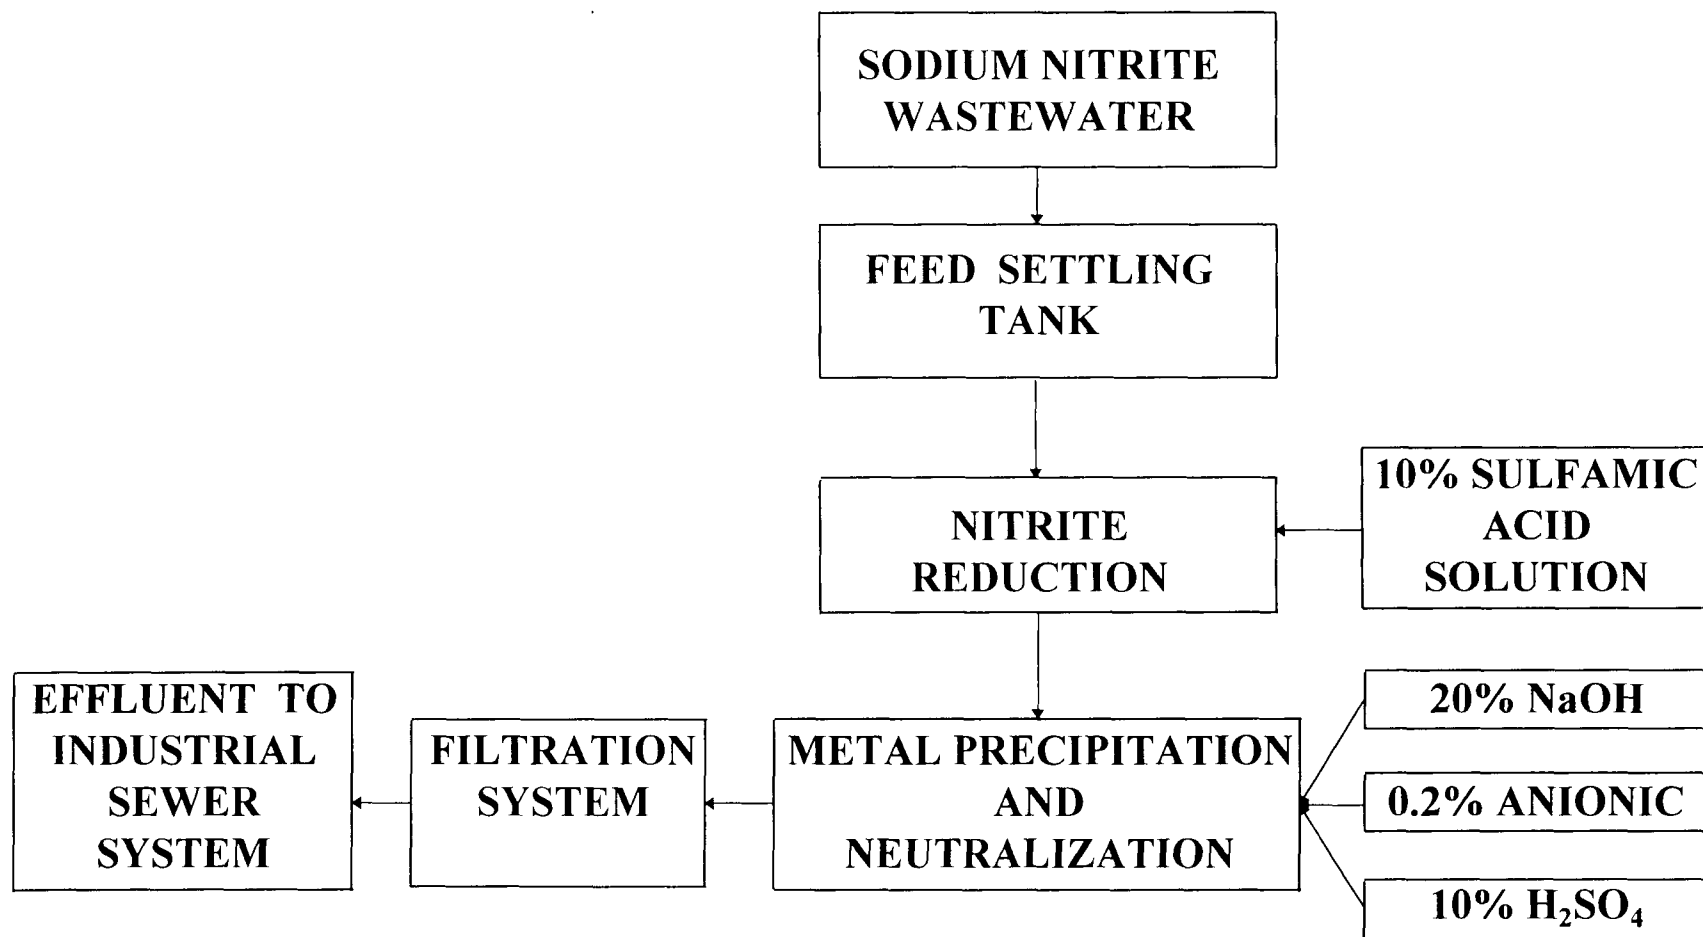 SODIUM NITRITE
WASTEWATER
FEED SETTLING
TANK
NITRITE
REDUCTION
10% SULFAMIC
ACID
SOLUTION
METAL PRECIPITATION
AND
NEUTRALIZATION
20% NaOH
0.2% ANIONIC
10% H₂SO₄
FILTRATION
SYSTEM
EFFLUENT TO
INDUSTRIAL
SEWER
SYSTEM